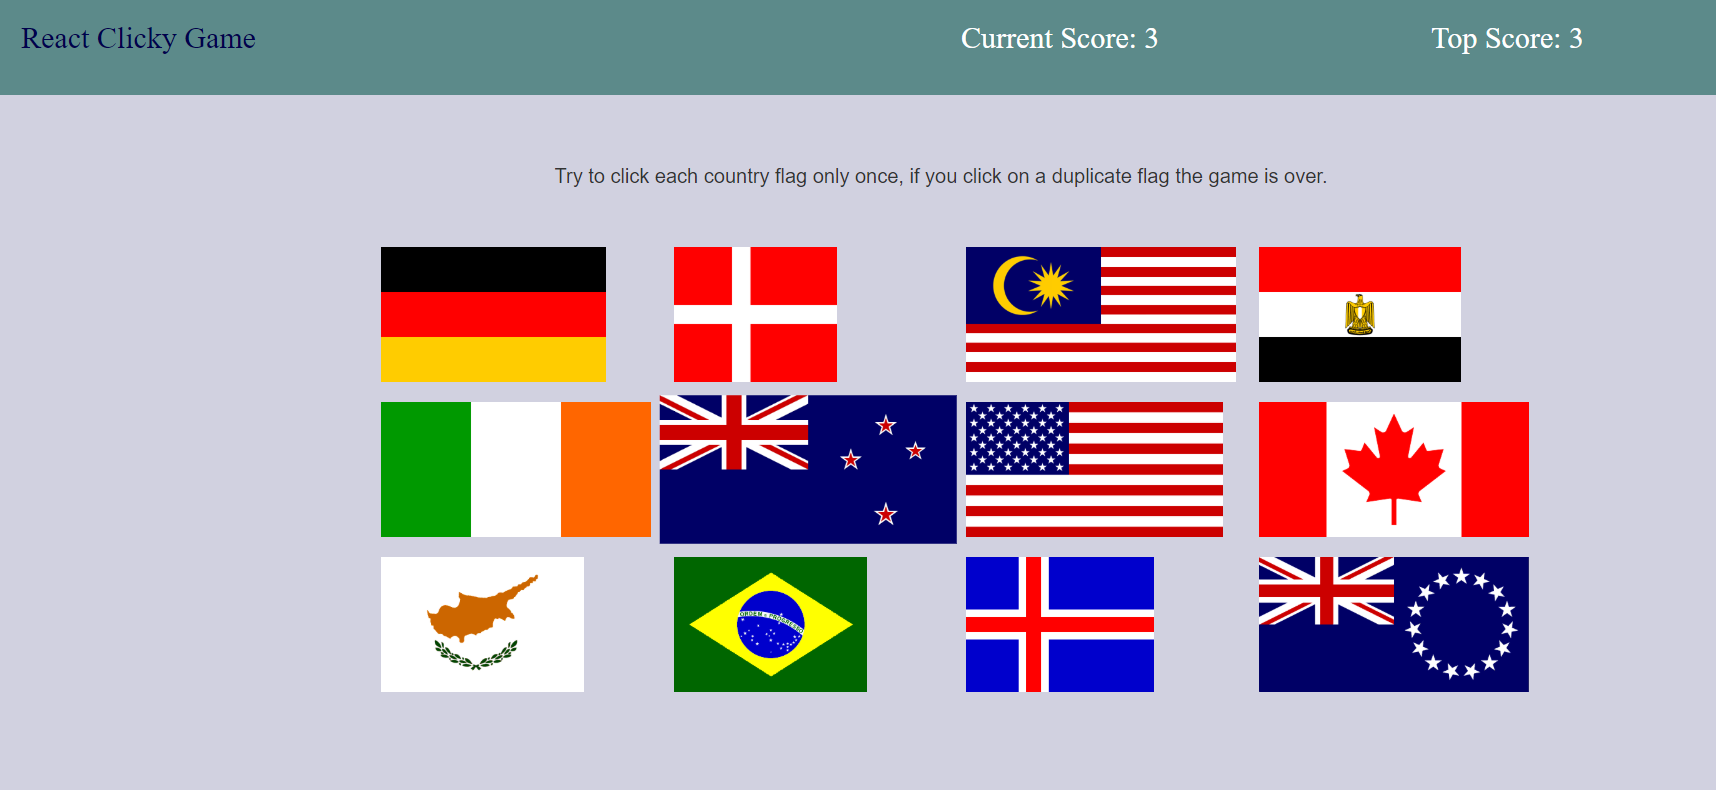 React Clicky Game
Current Score: 3
Top Score: 3
Try to click each country flag only once, if you click on a duplicate flag the game is over.
ORDEM E PROGRESSO